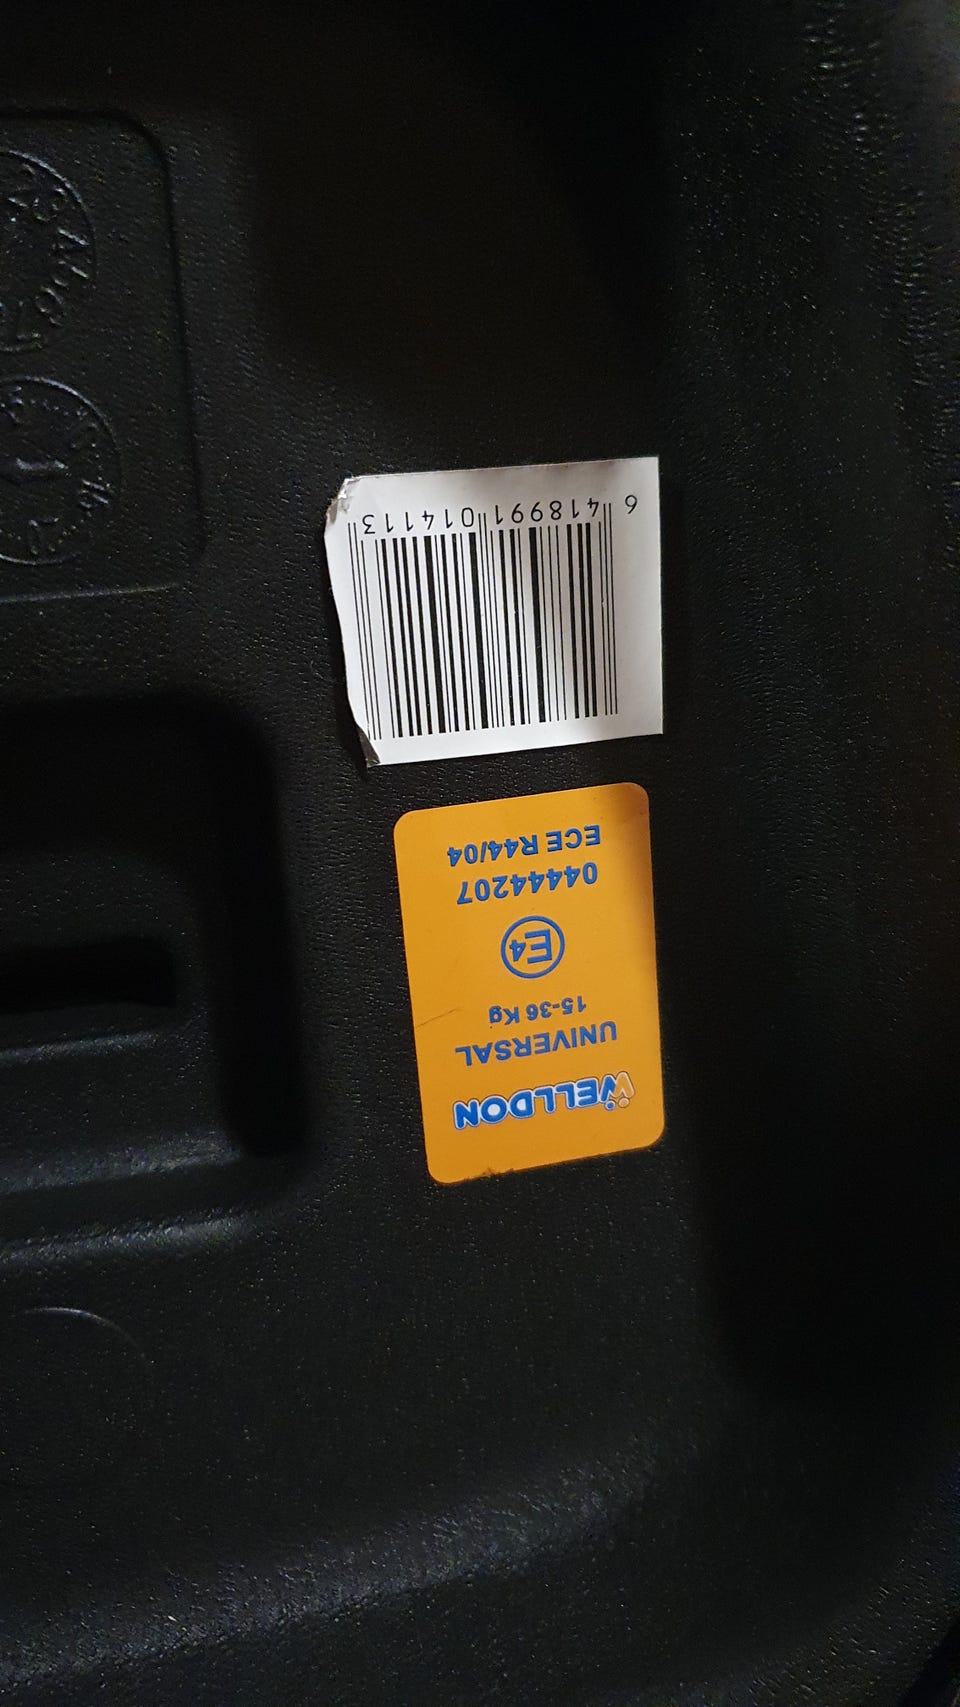 WELLDON
UNIVERSAL
15-36 Kg
E4
04444207
ECE R44/04
6 418991 014113